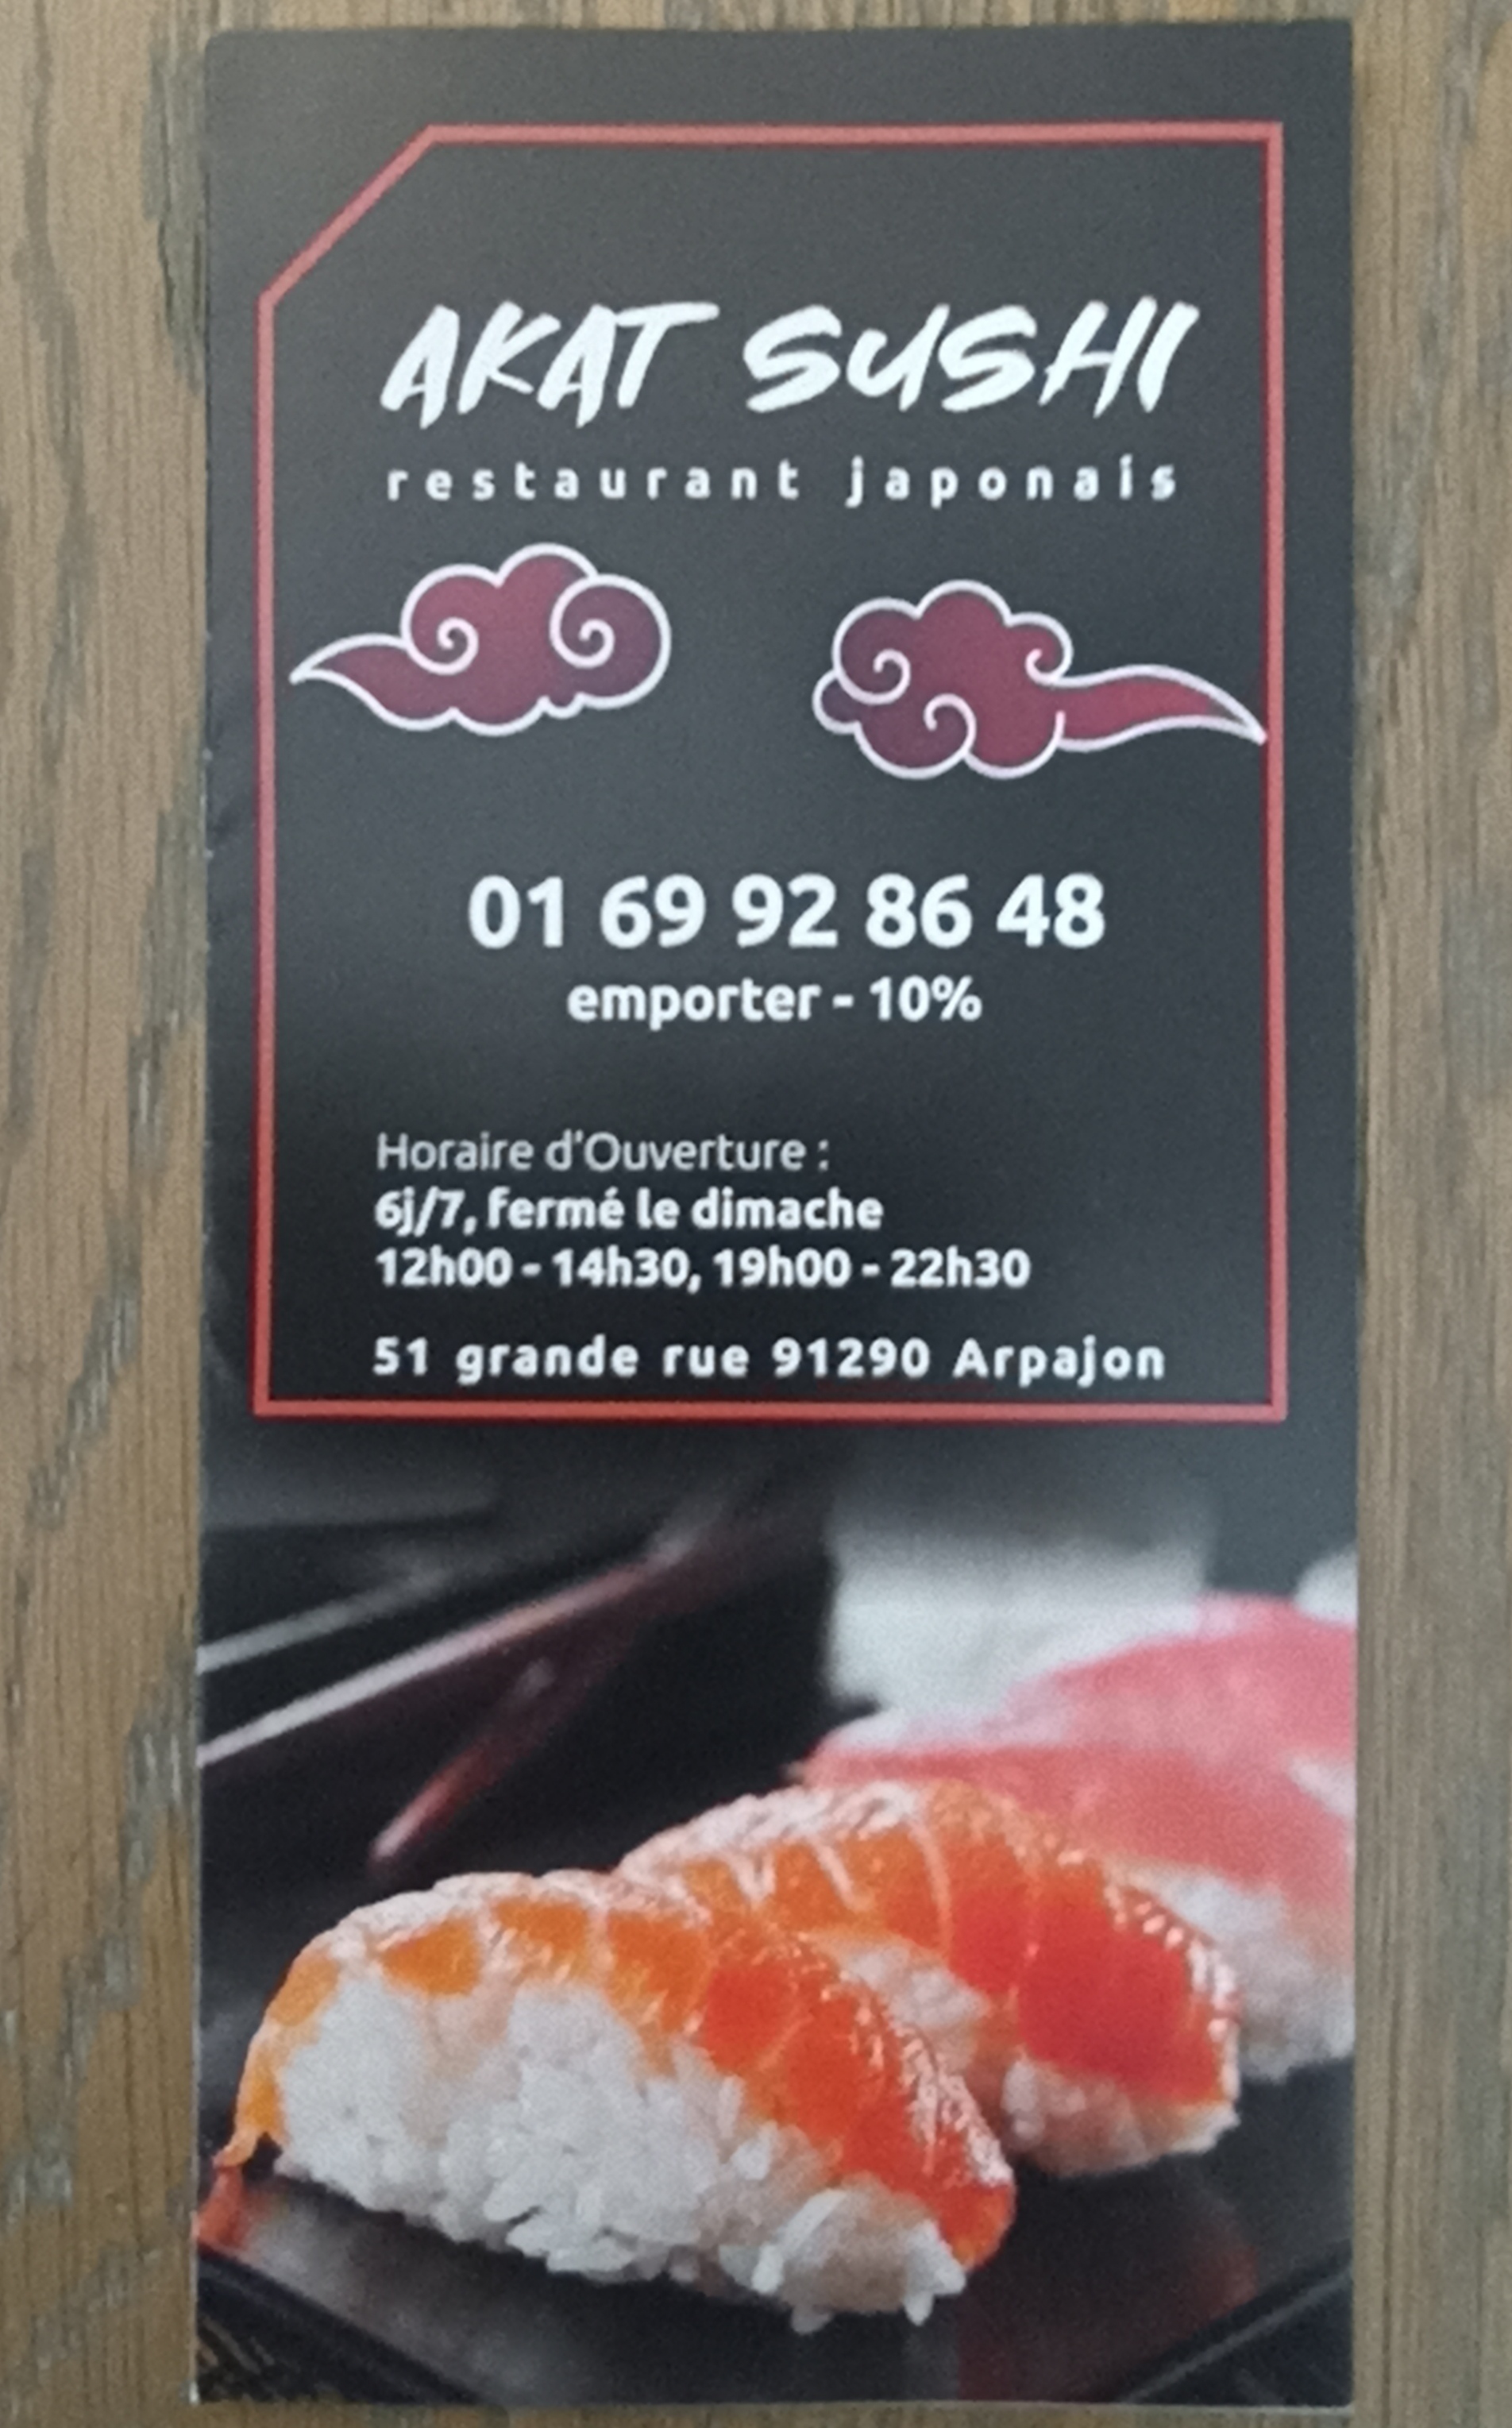 AKAT SUSHI
restaurant japonais
01 69 92 86 48
emporter - 10%
Horaire d'Ouverture :
6j/7, fermé le dimache
12h00 - 14h30, 19h00 - 22h30
51 grande rue 91290 Arpajon